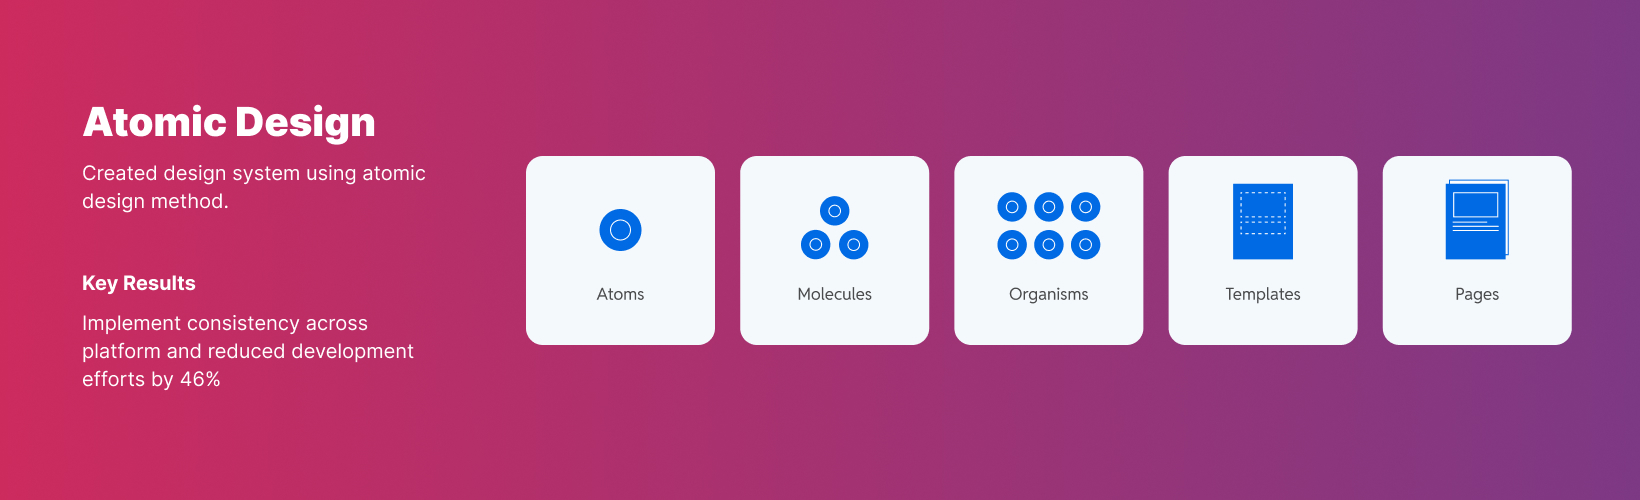 Atomic Design
Created design system using atomic
design method.
Key Results
Implement consistency across
platform and reduced development
efforts by 46%
Atoms
Molecules
Organisms
Templates
Pages